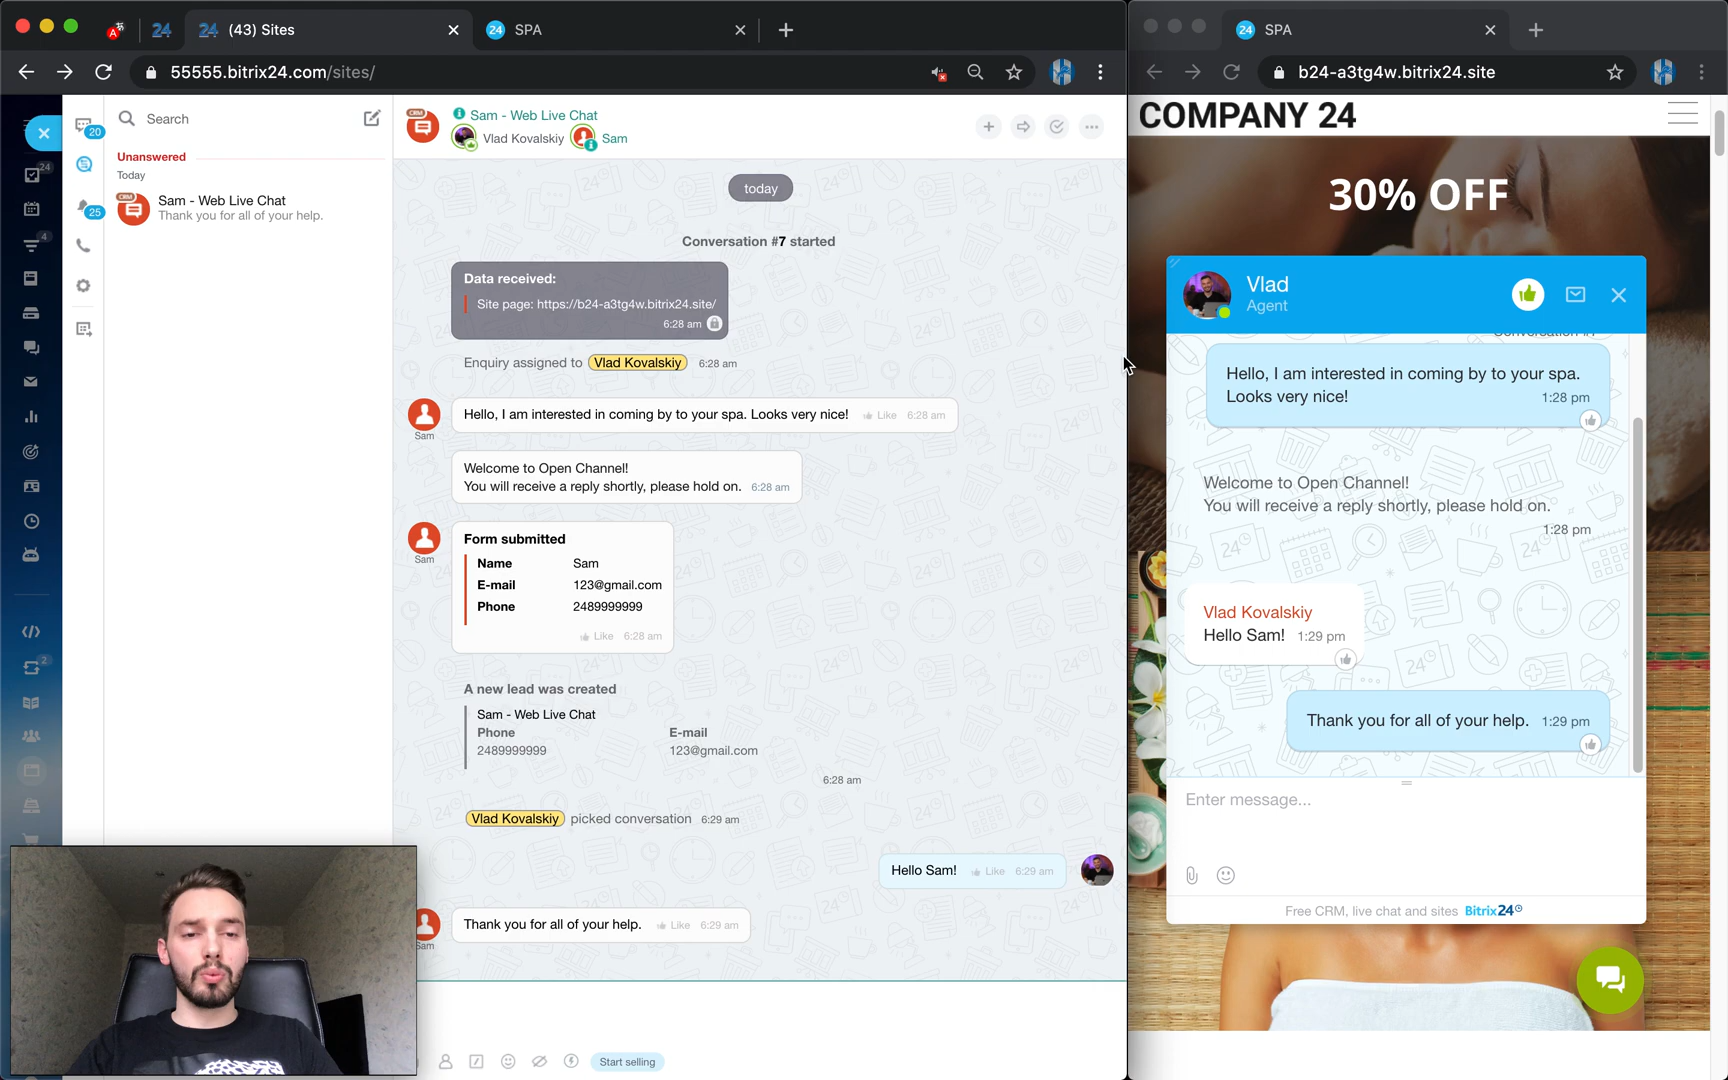 (43) Sites
SPA
55555.bitrix24.com/sites/
Search
Unanswered
Today
Sam - Web Live Chat
Thank you for all of your help.
20
25
24
4
2
Sam - Web Live Chat
Vlad Kovalskiy
Sam
today
Conversation #7 started
Data received:
Site page: https://b24-a3tg4w.bitrix24.site/
6:28 am
Enquiry assigned to Vlad Kovalskiy 6:28 am
Hello, I am interested in coming by to your spa. Looks very nice! Like 6:28 am
Sam
Welcome to Open Channel!
You will receive a reply shortly, please hold on. 6:28 am
Form submitted
Sam
Name Sam
E-mail 123@gmail.com
Phone 2489999999
Like 6:28 am
A new lead was created
Sam - Web Live Chat
Phone E-mail
2489999999 123@gmail.com
6:28 am
Vlad Kovalskiy picked conversation 6:29 am
Hello Sam! Like 6:29 am
Thank you for all of your help. Like 6:29 am
Sam
Start selling
SPA
b24-a3tg4w.bitrix24.site
COMPANY 24
30% OFF
Vlad
Agent
Hello, I am interested in coming by to your spa.
Looks very nice! 1:28 pm
Welcome to Open Channel!
You will receive a reply shortly, please hold on.
1:28 pm
Vlad Kovalskiy
Hello Sam! 1:29 pm
Thank you for all of your help. 1:29 pm
Enter message...
Free CRM, live chat and sites Bitrix24